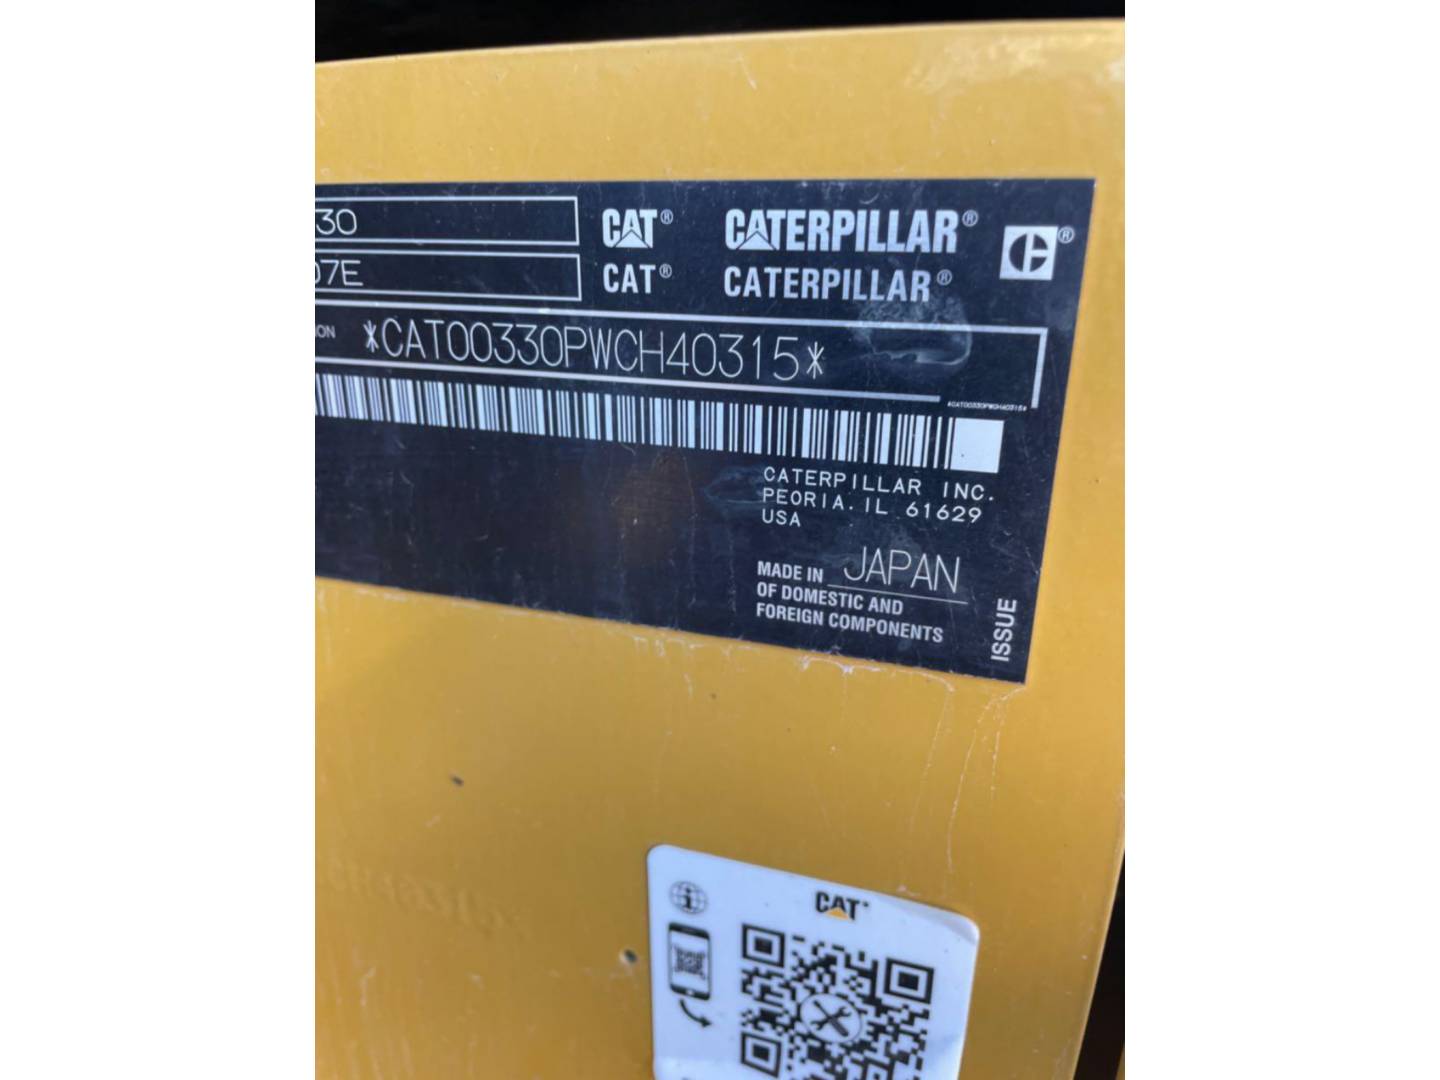 30
CAT® CATERPILLAR®
07E
CAT® CATERPILLAR®
ION *CAT00330PWCH40315*
*CAT00330PWCH40315*
CATERPILLAR INC.
PEORIA. IL 61629
USA
MADE IN JAPAN
OF DOMESTIC AND
FOREIGN COMPONENTS
ISSUE
CAT